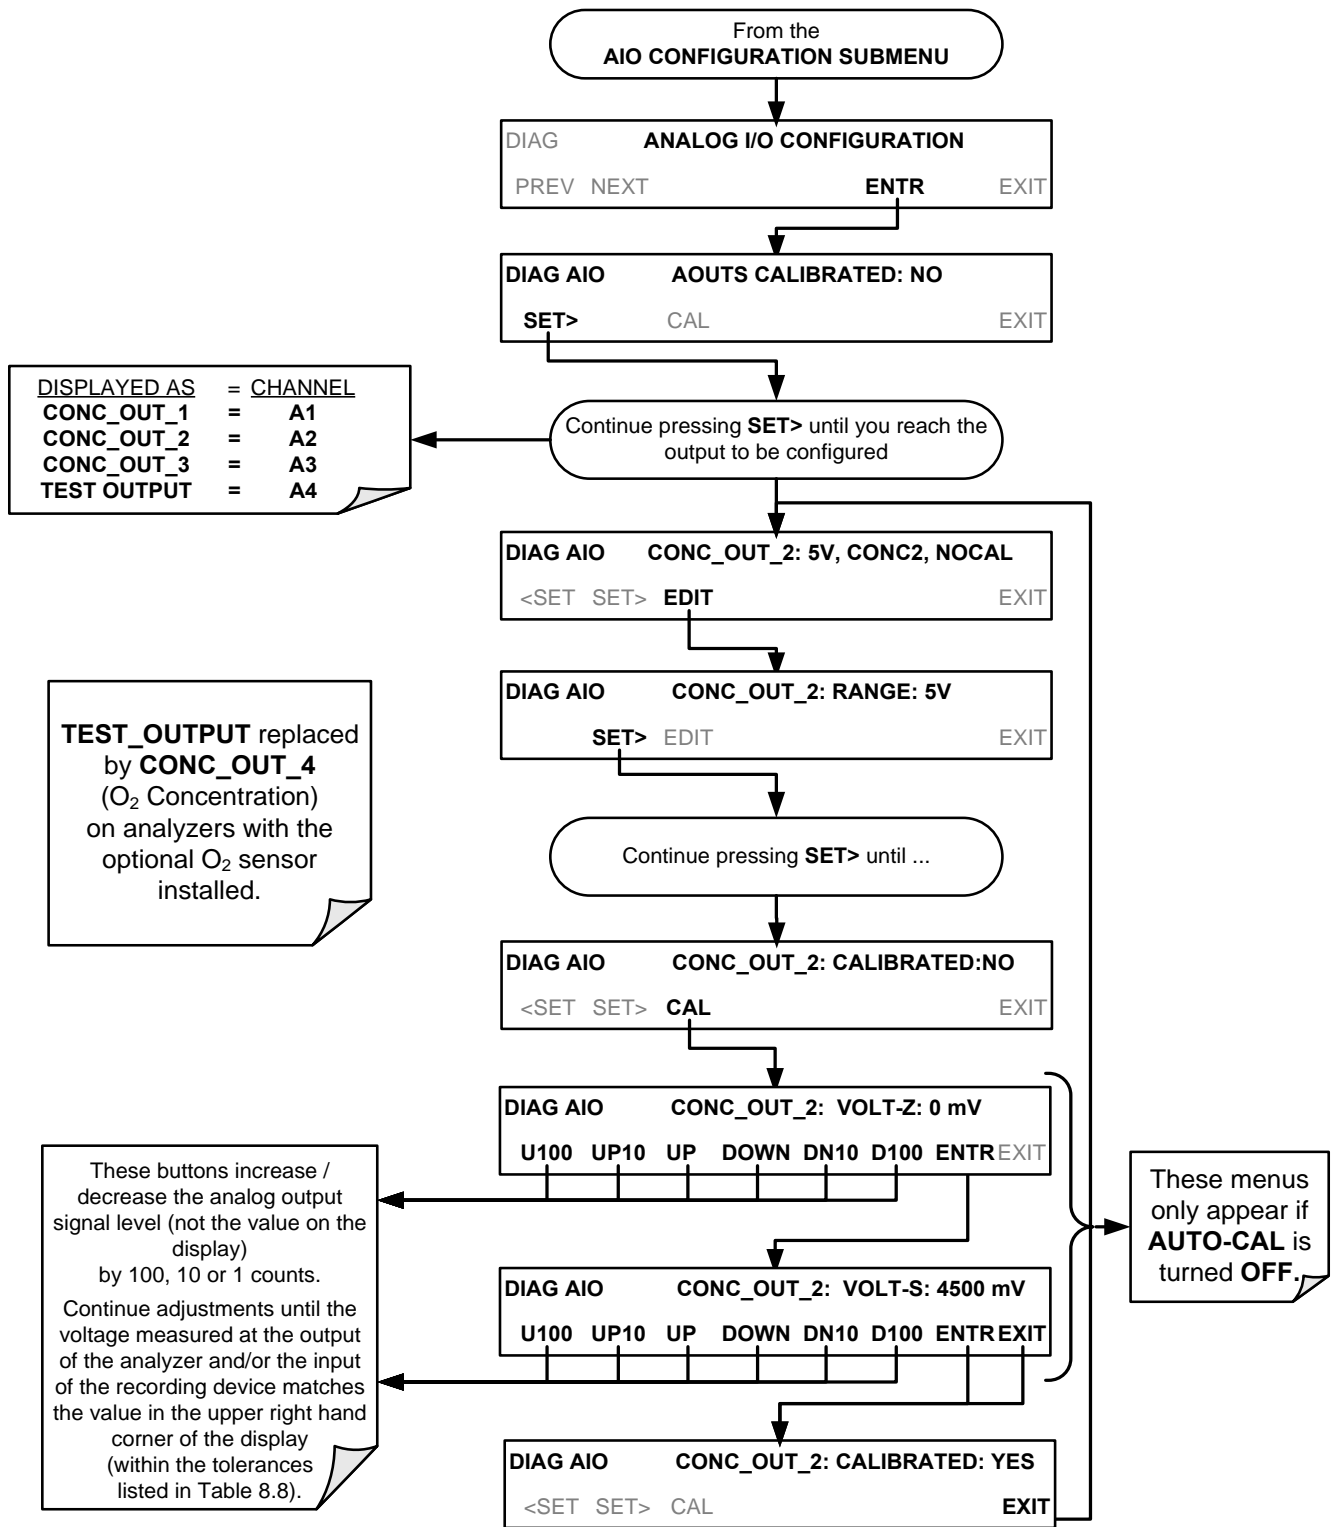 From the
AIO CONFIGURATION SUBMENU
DIAG ANALOG I/O CONFIGURATION
PREV NEXT ENTR EXIT
DIAG AIO AOUTS CALIBRATED: NO
SET> CAL EXIT
DISPLAYED AS = CHANNEL
CONC_OUT_1 = A1
CONC_OUT_2 = A2
CONC_OUT_3 = A3
TEST OUTPUT = A4
Continue pressing SET> until you reach the
output to be configured
DIAG AIO CONC_OUT_2: 5V, CONC2, NOCAL
<SET SET> EDIT EXIT
DIAG AIO CONC_OUT_2: RANGE: 5V
SET> EDIT EXIT
TEST_OUTPUT replaced
by CONC_OUT_4
(O₂ Concentration)
on analyzers with the
optional O₂ sensor
installed.
Continue pressing SET> until ...
DIAG AIO CONC_OUT_2: CALIBRATED:NO
<SET SET> CAL EXIT
DIAG AIO CONC_OUT_2: VOLT-Z: 0 mV
U100 UP10 UP DOWN DN10 D100 ENTR EXIT
These buttons increase /
decrease the analog output
signal level (not the value on the
display)
by 100, 10 or 1 counts.
Continue adjustments until the
voltage measured at the output
of the analyzer and/or the input
of the recording device matches
the value in the upper right hand
corner of the display
(within the tolerances
listed in Table 8.8).
These menus
only appear if
AUTO-CAL is
turned OFF.
DIAG AIO CONC_OUT_2: VOLT-S: 4500 mV
U100 UP10 UP DOWN DN10 D100 ENTR EXIT
DIAG AIO CONC_OUT_2: CALIBRATED: YES
<SET SET> CAL EXIT